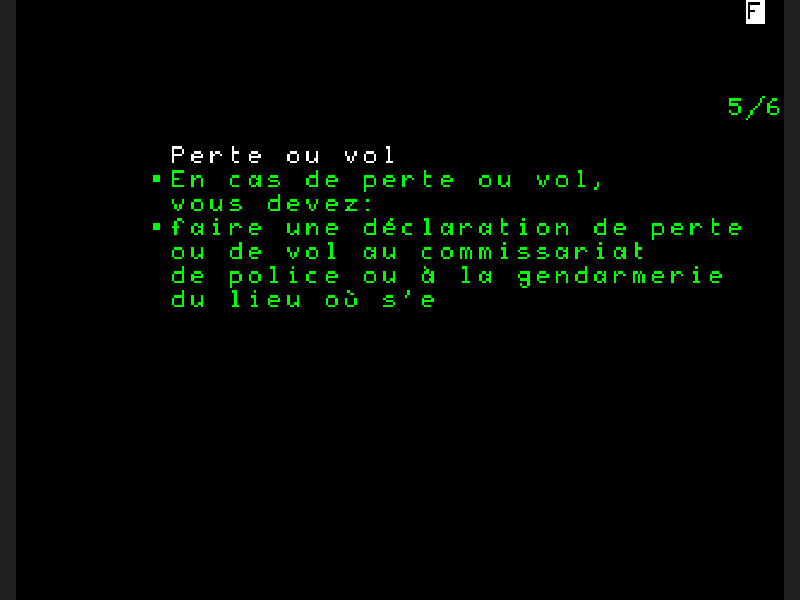 F
5/6
Perte ou vol
▪En cas de perte ou vol,
vous devez:
▪faire une déclaration de perte
ou de vol au commissariat
de police ou à la gendarmerie
du lieu où s'e